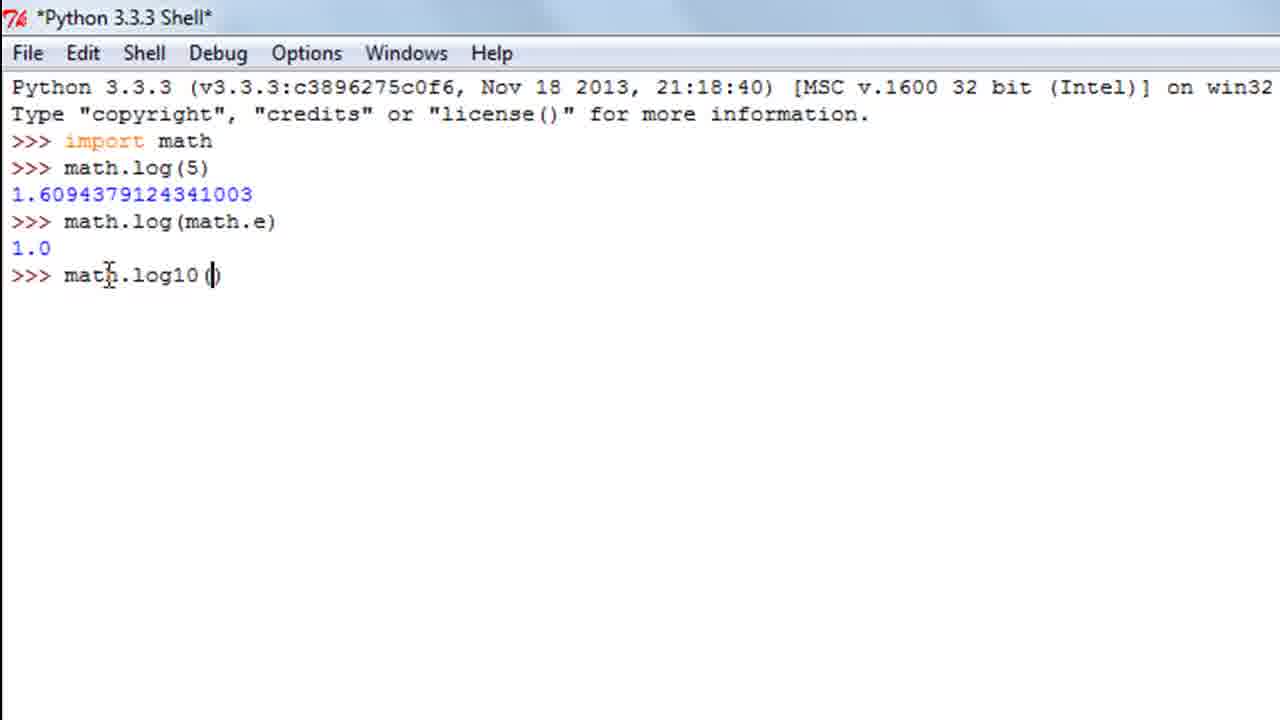 *Python 3.3.3 Shell*
File Edit Shell Debug Options Windows Help
Python 3.3.3 (v3.3.3:c3896275c0f6, Nov 18 2013, 21:18:40) [MSC v.1600 32 bit (Intel)] on win32
Type "copyright", "credits" or "license()" for more information.
>>> import math
>>> math.log(5)
1.6094379124341003
>>> math.log(math.e)
1.0
>>> math.log10()